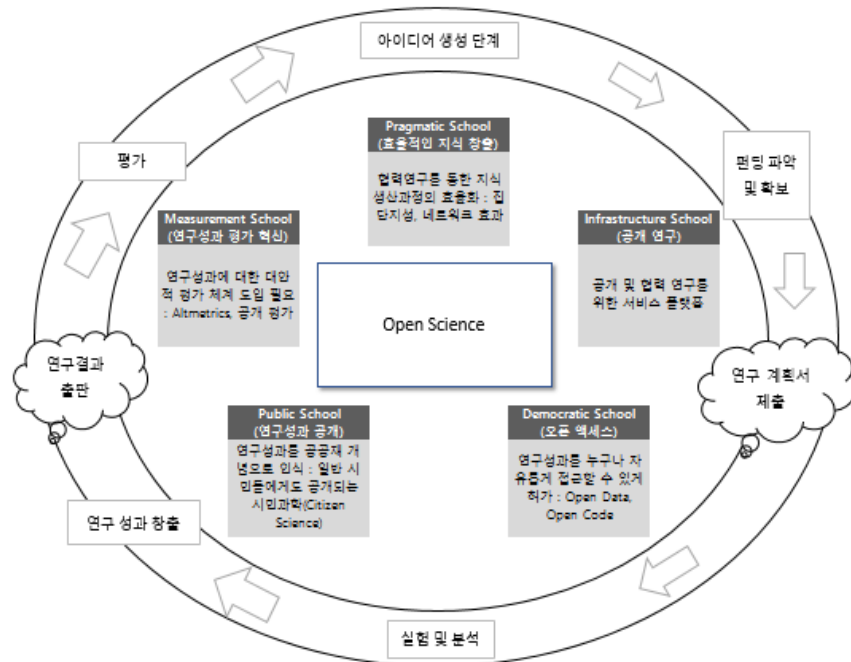 아이디어 생성 단계
펀딩 파악
및 확보
연구 계획서
제출
실험 및 분석
연구 성과 창출
연구결과
출판
평가
Pragmatic School
(효율적인 지식 창출)
협력연구를 통한 지식
생산과정의 효율화 : 집
단지성, 네트워크 효과
Measurement School
(연구성과 평가 혁신)
연구성과에 대한 대안
적 평가 체계 도입 필요
: Altmetrics, 공개 평가
Infrastructure School
(공개 연구)
공개 및 협력 연구를
위한 서비스 플랫폼
Open Science
Public School
(연구성과 공개)
연구성과를 공공재 개
념으로 인식 : 일반 시
민들에게도 공개되는
시민과학(Citizen
Science)
Democratic School
(오픈 액세스)
연구성과를 누구나 자
유롭게 접근할 수 있게
허가 : Open Data,
Open Code